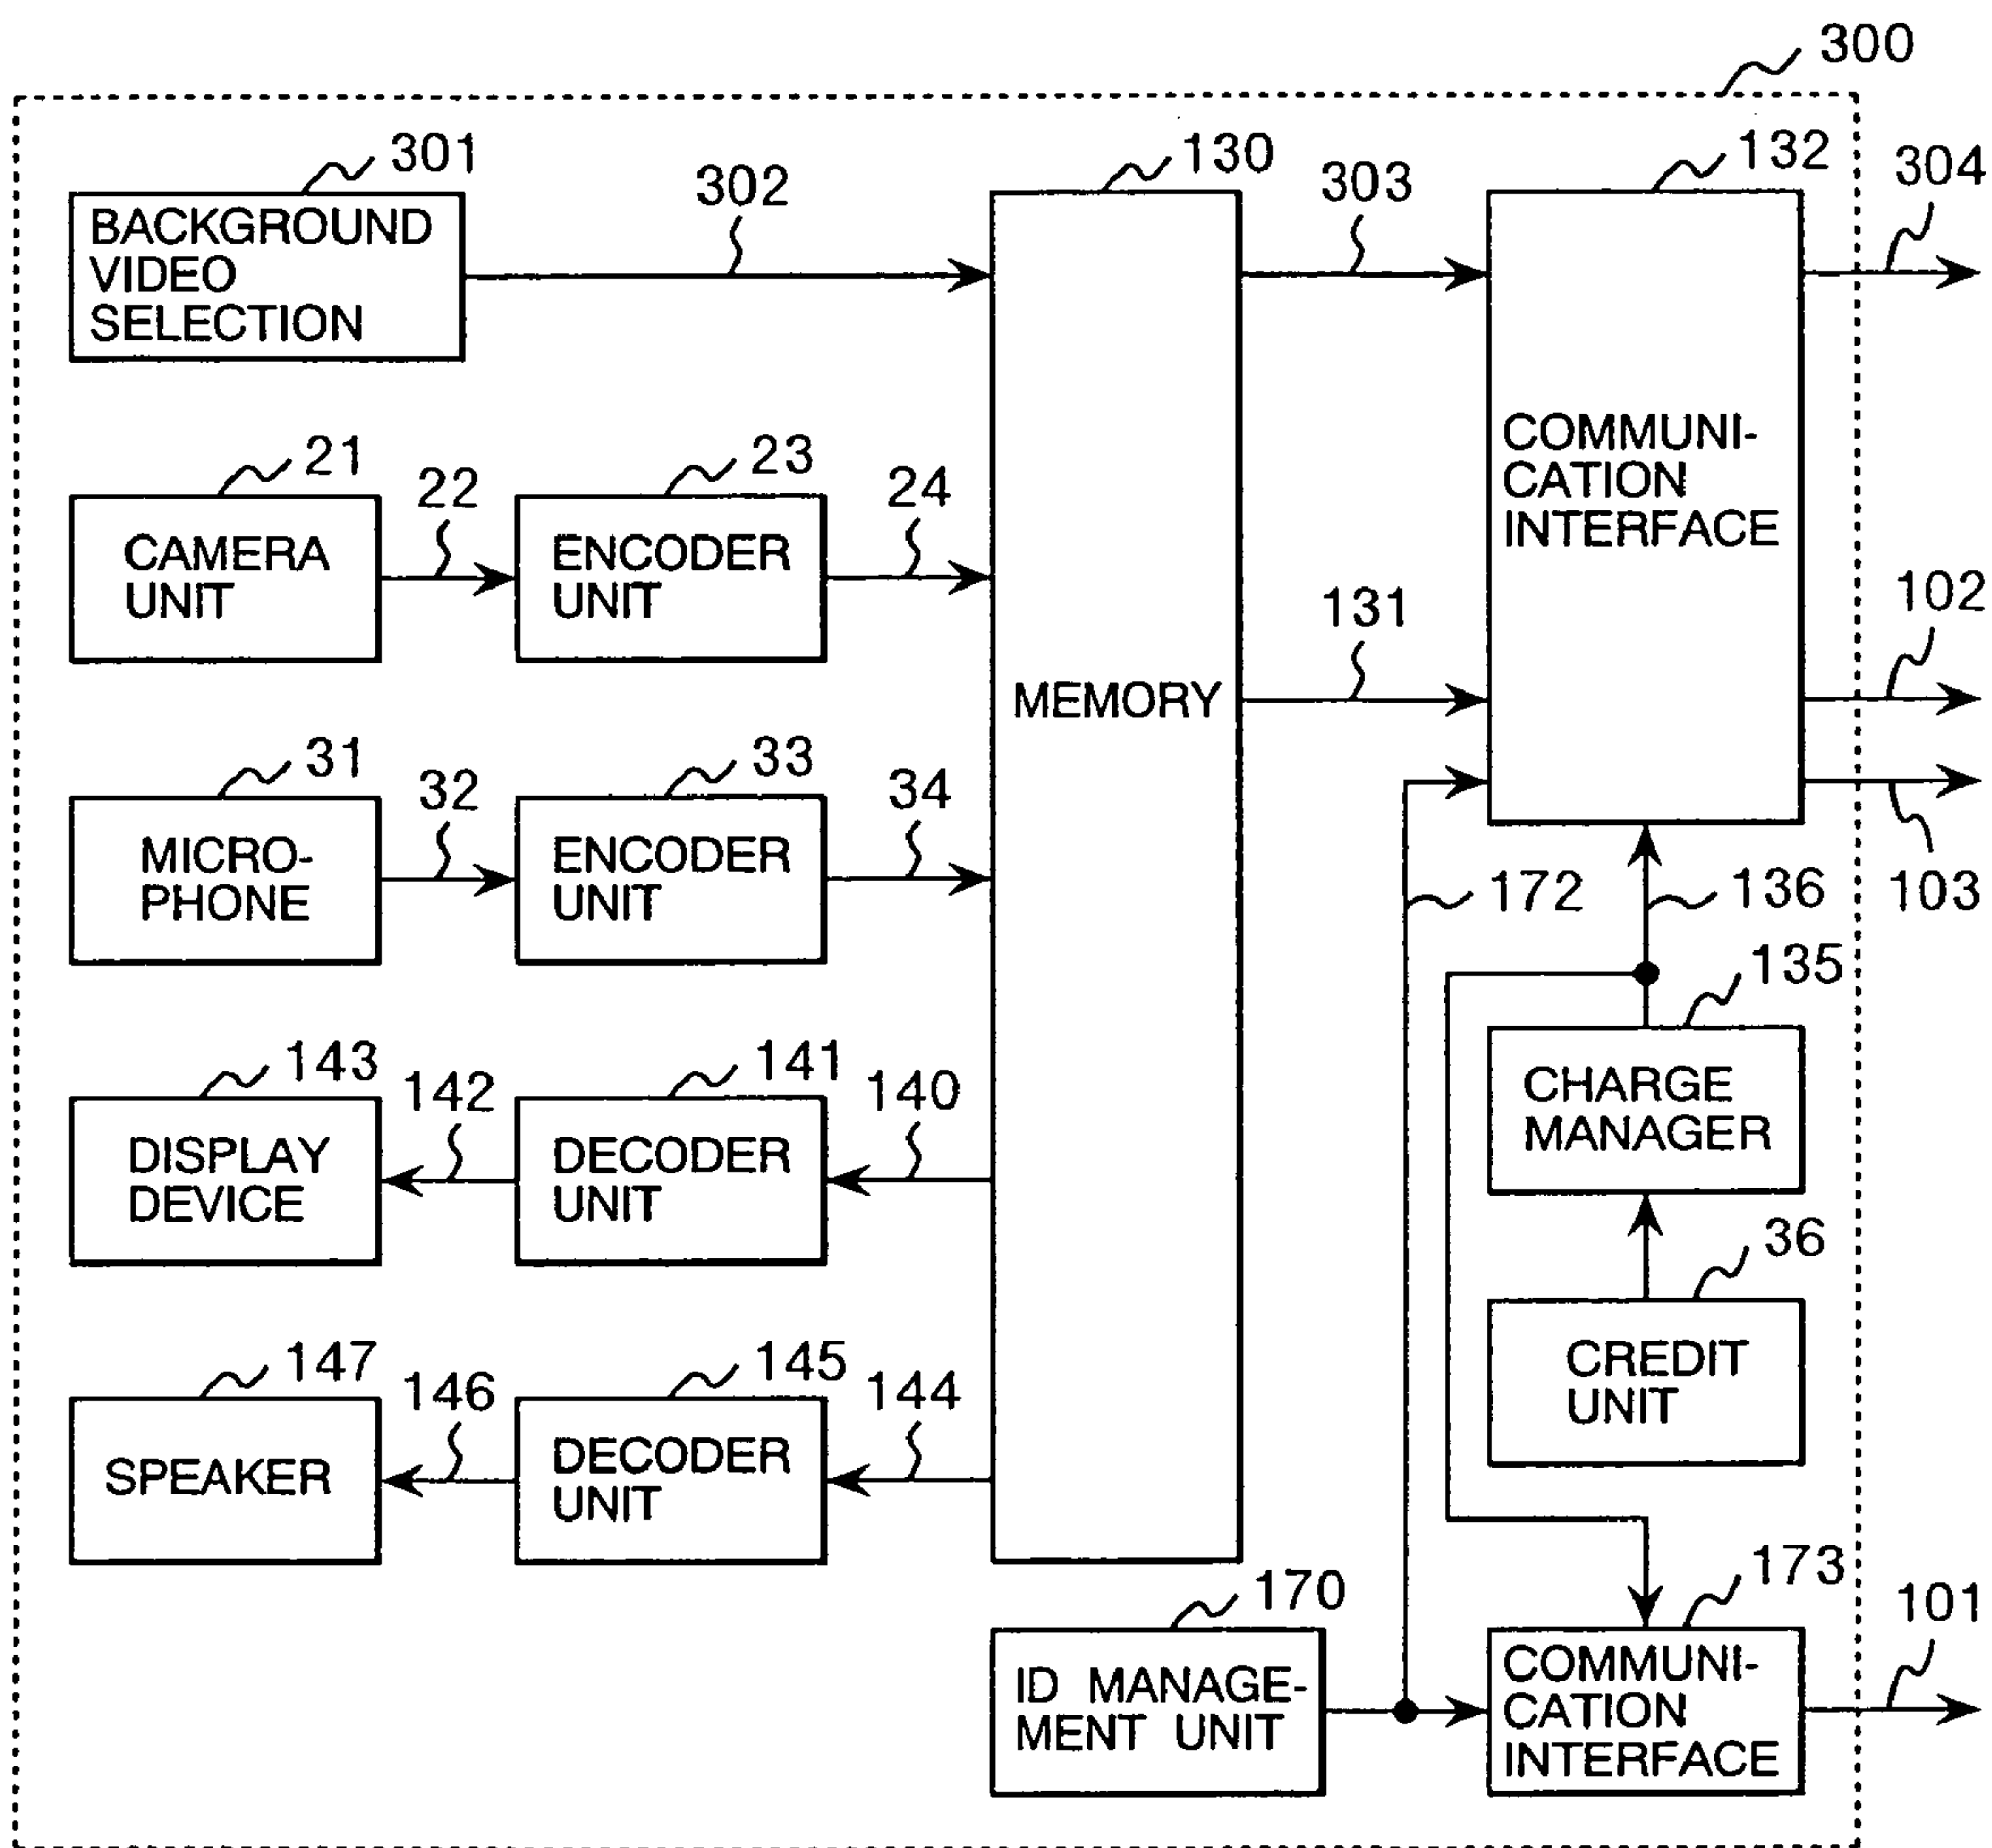 300
301
302
130
303
132
304
BACKGROUND
VIDEO
SELECTION
21
22
23
24
CAMERA
UNIT
ENCODER
UNIT
COMMUNI-
CATION
INTERFACE
131
102
MEMORY
31
32
33
34
MICRO-
PHONE
ENCODER
UNIT
172
136
103
135
143
142
141
140
DISPLAY
DEVICE
DECODER
UNIT
CHARGE
MANAGER
36
147
146
145
144
SPEAKER
DECODER
UNIT
CREDIT
UNIT
170
173
101
ID MANAGE-
MENT UNIT
COMMUNI-
CATION
INTERFACE